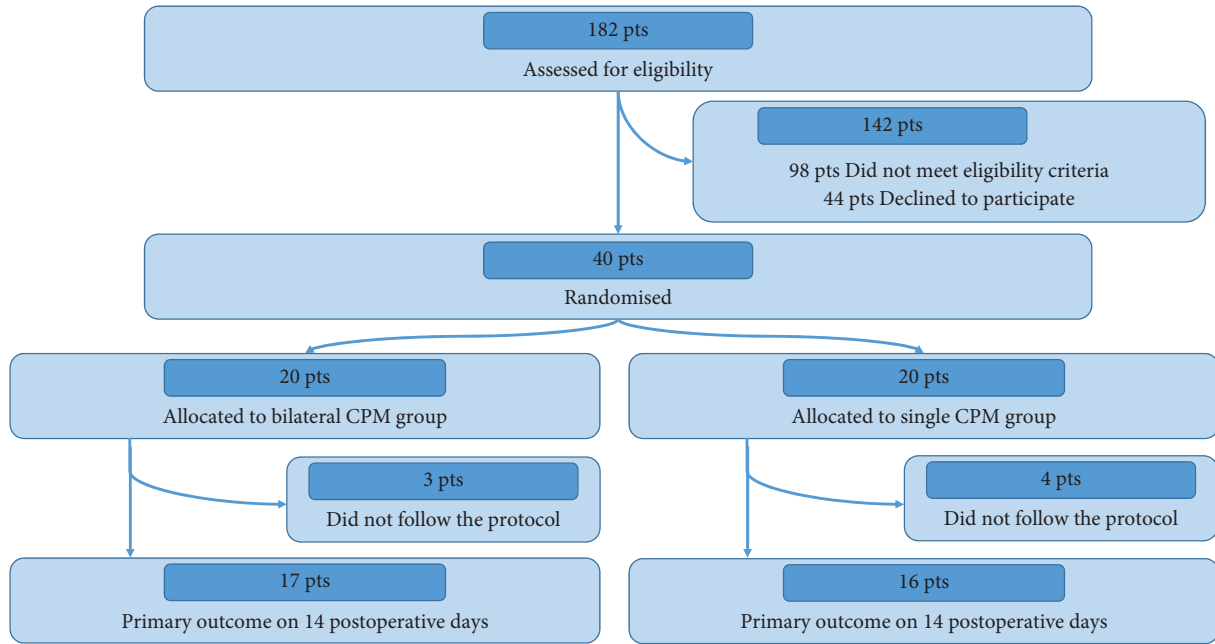 182 pts
Assessed for eligibility
142 pts
98 pts Did not meet eligibility criteria
44 pts Declined to participate
40 pts
Randomised
20 pts
Allocated to bilateral CPM group
20 pts
Allocated to single CPM group
3 pts
Did not follow the protocol
4 pts
Did not follow the protocol
17 pts
Primary outcome on 14 postoperative days
16 pts
Primary outcome on 14 postoperative days